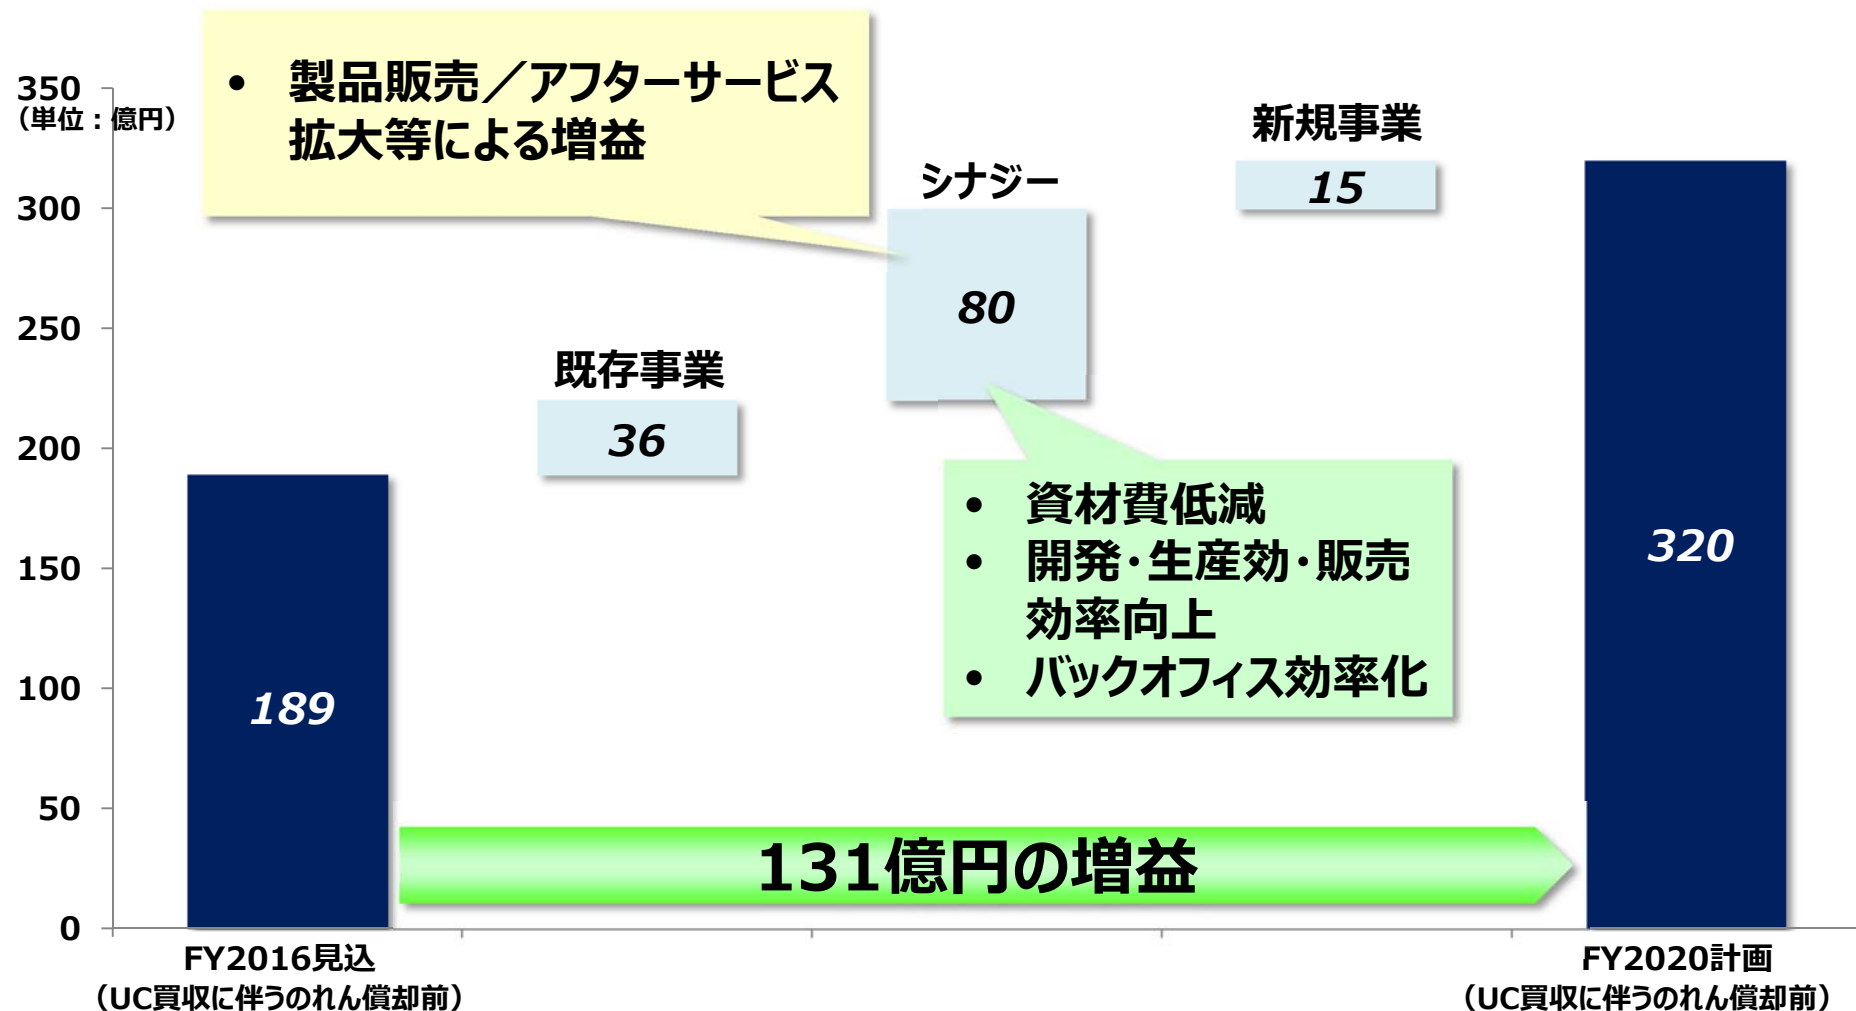 350
（単位：億円）
300
250
200
150
100
50
0
• 製品販売／アフターサービス
拡大等による増益
既存事業
36
シナジー
80
新規事業
15
• 資材費低減
• 開発・生産効・販売
効率向上
• バックオフィス効率化
189
320
131億円の増益
FY2016見込
（UC買収に伴うのれん償却前）
FY2020計画
（UC買収に伴うのれん償却前）